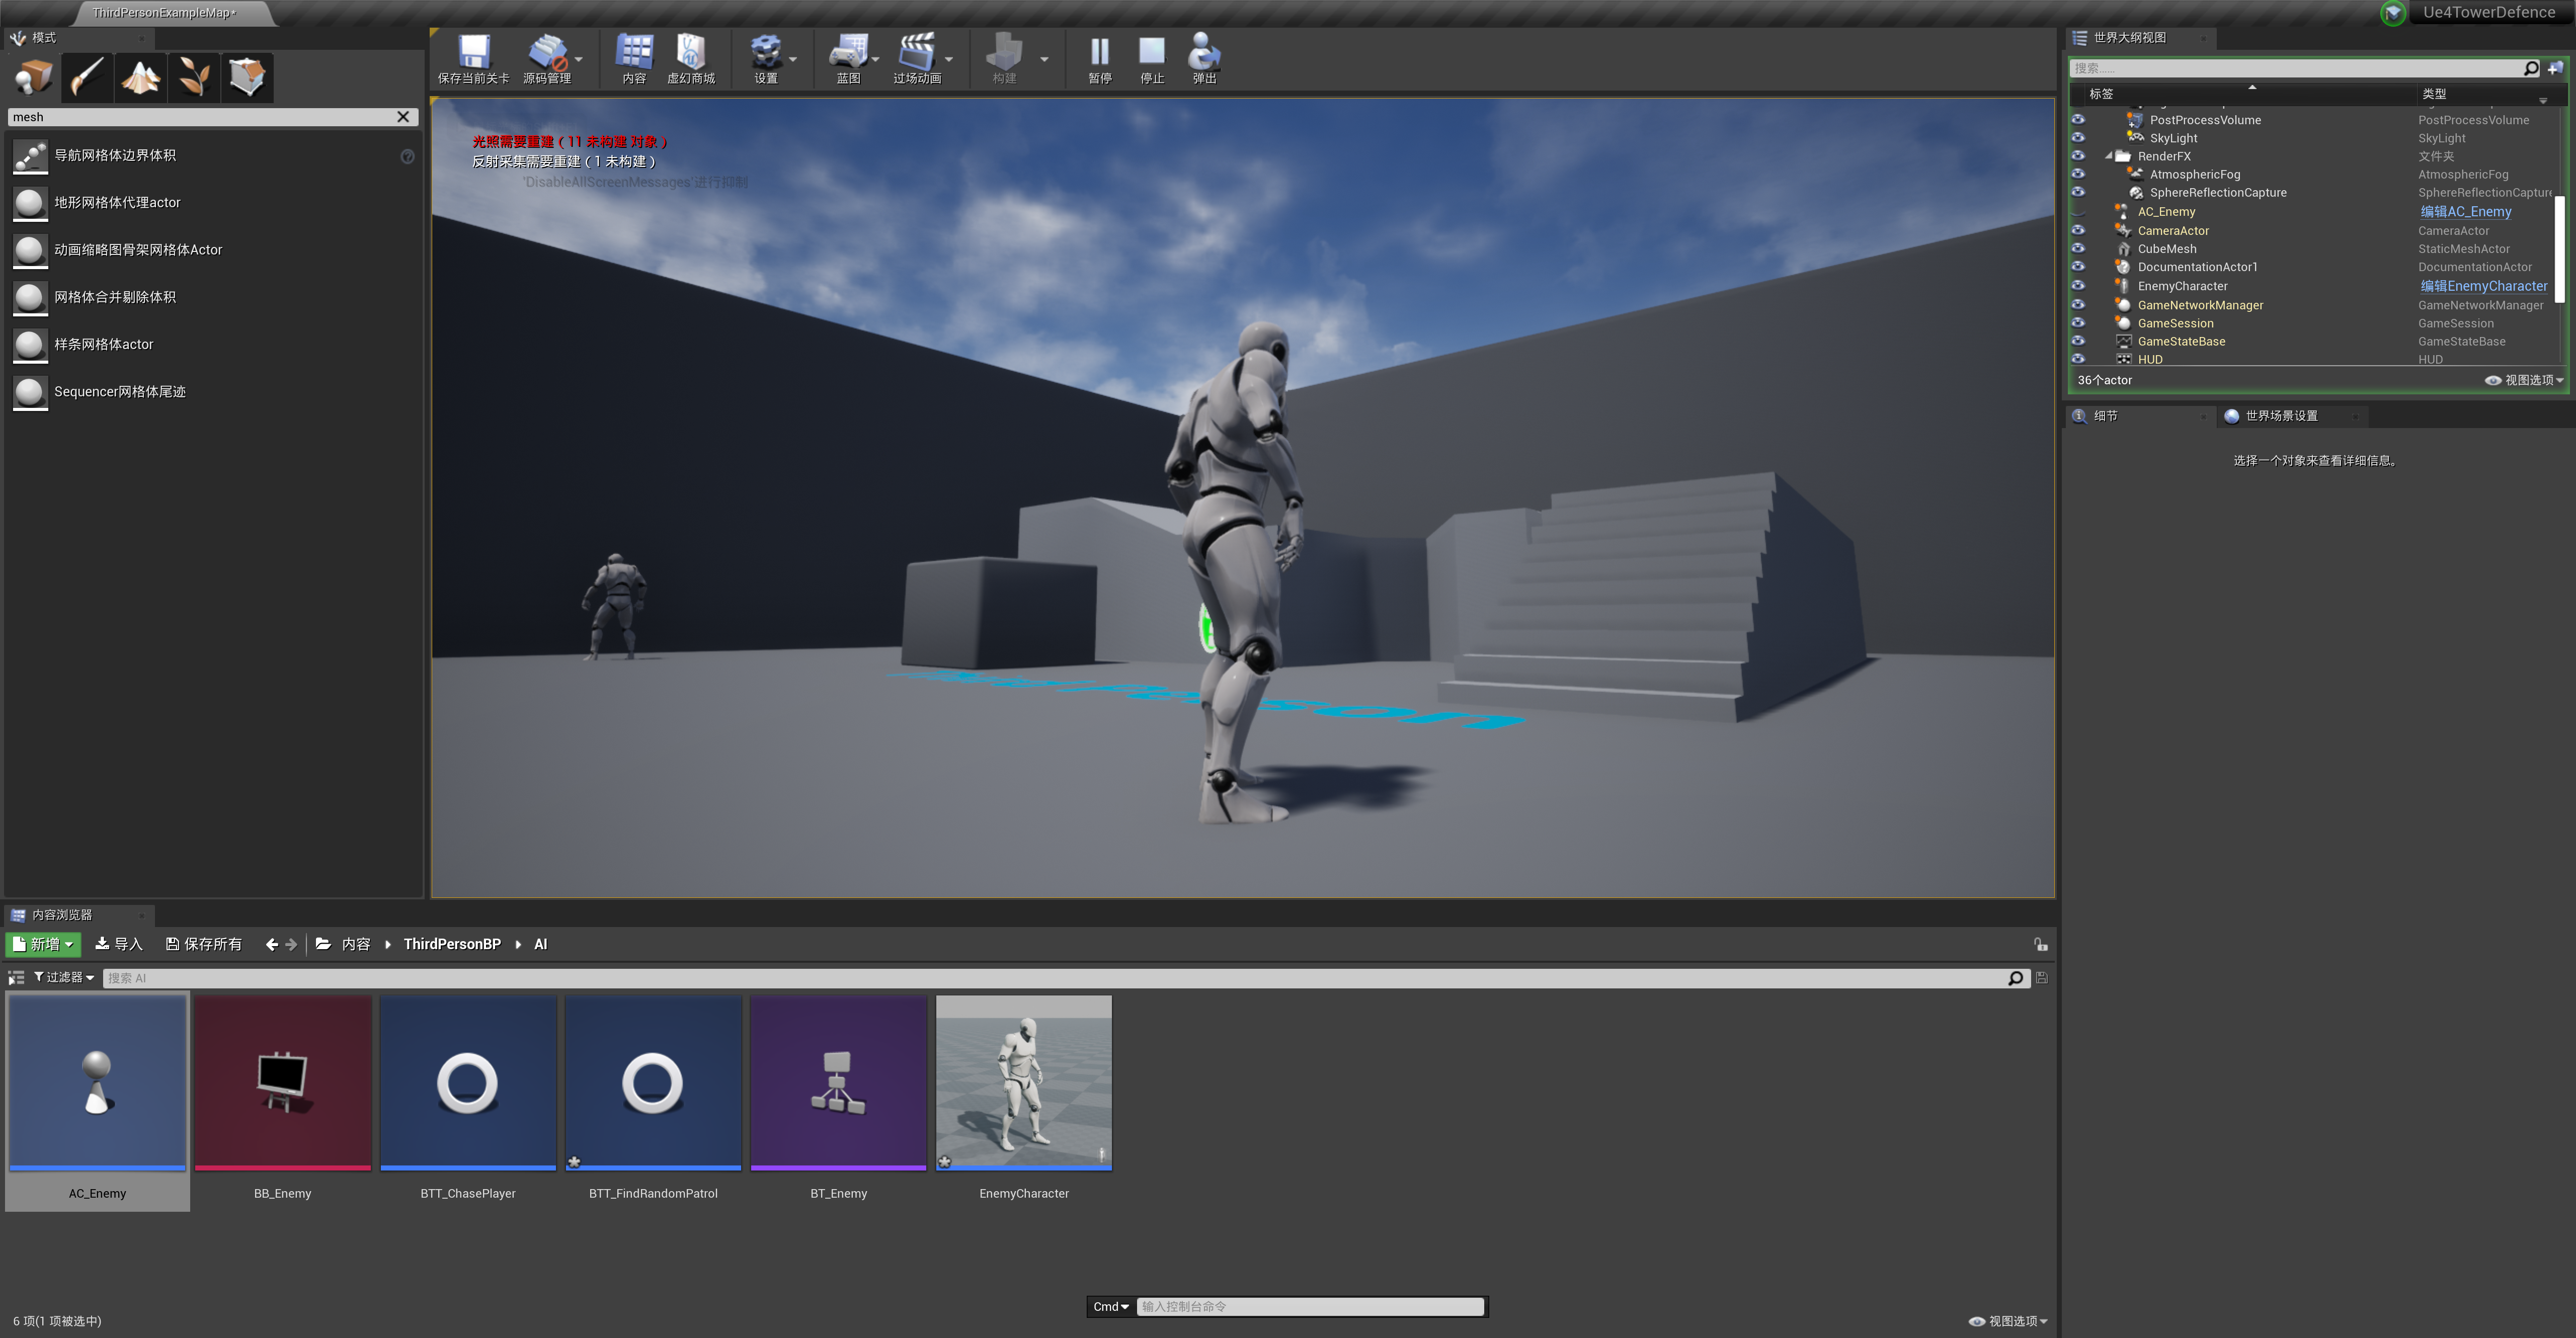 ThirdPersonExampleMap*
Ue4TowerDefence
模式
mesh
导航网格体边界体积
地形网格体代理actor
动画缩略图骨架网格体Actor
网格体合并剔除体积
样条网格体actor
Sequencer网格体尾迹
保存当前关卡 源码管理 内容 虚幻商城 设置 蓝图 过场动画 构建 暂停 停止 弹出
光照需要重建 ( 11 未构建 对象 )
反射采集需要重建 ( 1 未构建 )
'DisableAllScreenMessages'进行抑制
世界大纲视图
搜索......
标签 类型
PostProcessVolume PostProcessVolume
SkyLight SkyLight
RenderFX 文件夹
AtmosphericFog AtmosphericFog
SphereReflectionCapture SphereReflectionCapture
AC_Enemy 编辑AC_Enemy
CameraActor CameraActor
CubeMesh StaticMeshActor
DocumentationActor1 DocumentationActor
EnemyCharacter 编辑EnemyCharacter
GameNetworkManager GameNetworkManager
GameSession GameSession
GameStateBase GameStateBase
HUD HUD
36个actor 视图选项
细节 世界场景设置
选择一个对象来查看详细信息。
内容浏览器
新增 导入 保存所有 内容 ThirdPersonBP AI
过滤器 搜索 AI
AC_Enemy BB_Enemy BTT_ChasePlayer BTT_FindRandomPatrol BT_Enemy EnemyCharacter
Cmd 输入控制台命令
6 项(1 项被选中) 视图选项